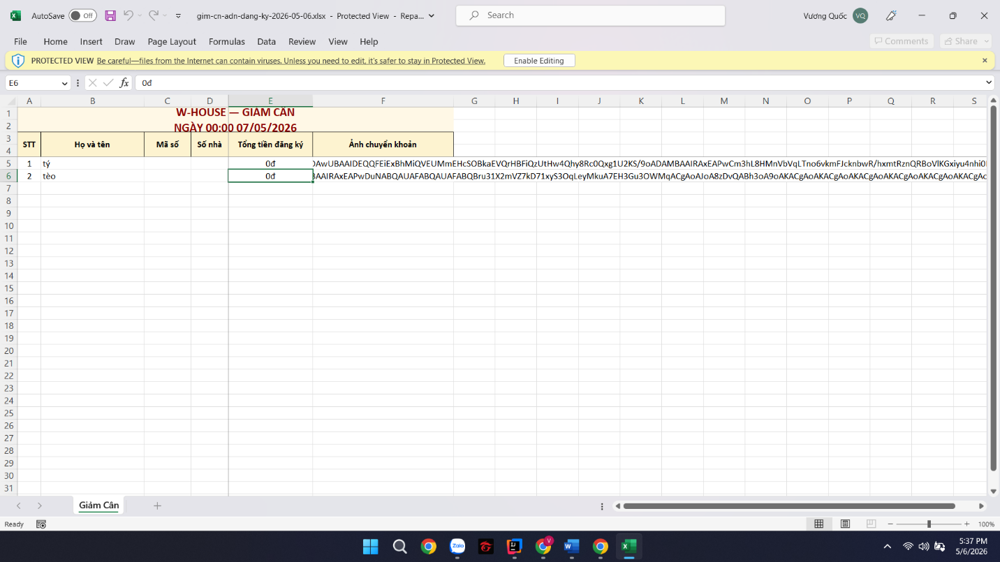 AutoSave Off gim-cn-adn-dang-ky-2026-05-06.xlsx - Protected View - Repa... Search Vương Quốc VQ
File Home Insert Draw Page Layout Formulas Data Review View Help Comments Share
PROTECTED VIEW Be careful—files from the Internet can contain viruses. Unless you need to edit, it's safer to stay in Protected View. Enable Editing
E6 fx 0đ
A B C D E F G H I J K L M N O P Q R S
1 W-HOUSE — GIẢM CÂN
2 NGÀY 00:00 07/05/2026
3
STT Họ và tên Mã số Số nhà Tổng tiền đăng ký Ảnh chuyển khoản
4
5 1 tý 0đ
6 2 tèo 0đ
7
8
9
10
11
12
13
14
15
16
17
18
19
20
21
22
23
24
25
26
27
28
29
30
31
Giảm Cân
Ready 100%
Zalo 5:37 PM
5/6/2026